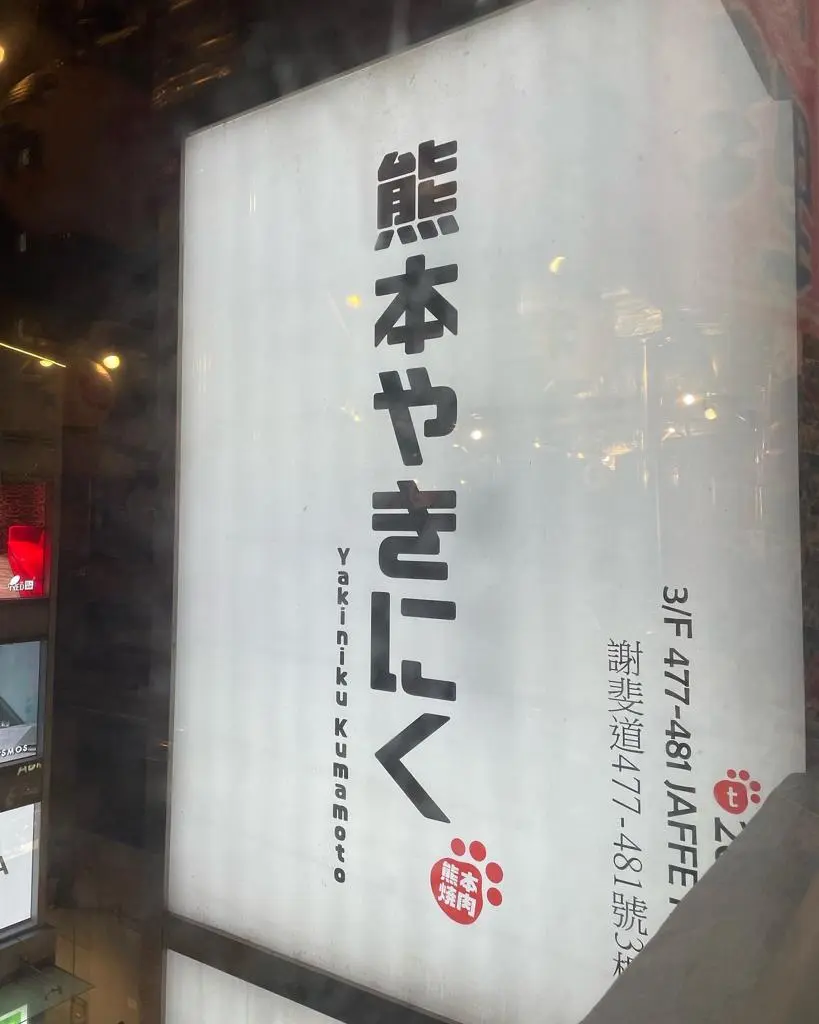 熊本やきにく
Yakiniku Kumamoto
熊本
焼肉
3/F 477-481 JAFFE
謝斐道477-481號3
t